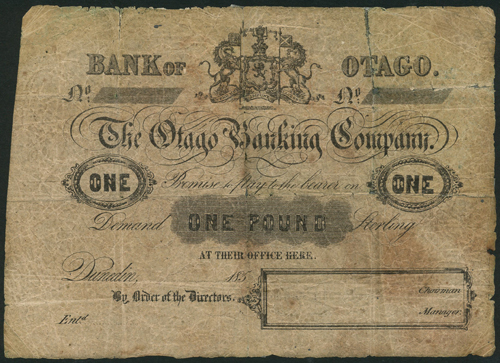 BANK OF OTAGO.
No. No.
The Otago Banking Company.
ONE Promise to pay to the bearer on ONE
Demand ONE POUND Sterling
AT THEIR OFFICE HERE.
Dunedin, 185
By Order of the Directors.
Chairman
Manager.
Entd.